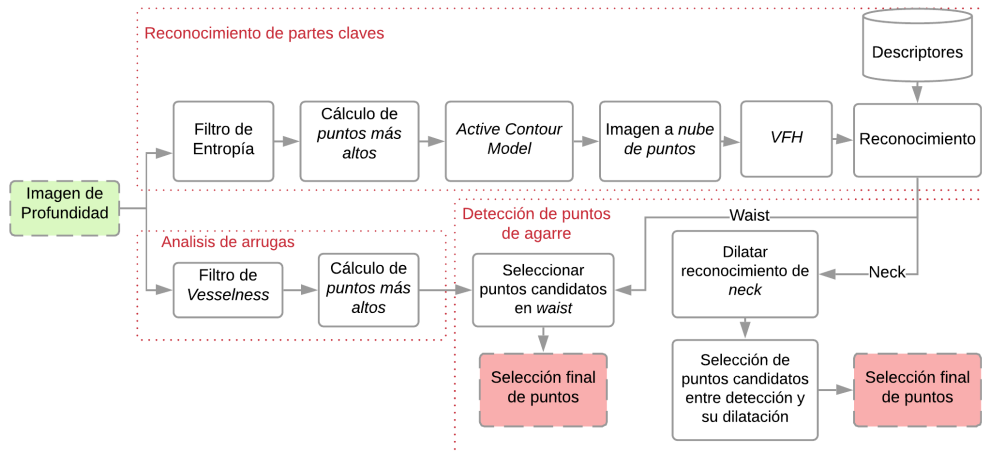 Reconocimiento de partes claves
Descriptores
Filtro de
Entropía
Cálculo de
puntos más
altos
Active Contour
Model
Imagen a nube
de puntos
VFH
Reconocimiento
Imagen de
Profundidad
Analisis de arrugas
Filtro de
Vesselness
Cálculo de
puntos más
altos
Detección de puntos
de agarre
Waist
Neck
Seleccionar
puntos candidatos
en waist
Dilatar
reconocimiento de
neck
Selección final
de puntos
Selección de
puntos candidatos
entre detección y
su dilatación
Selección final
de puntos